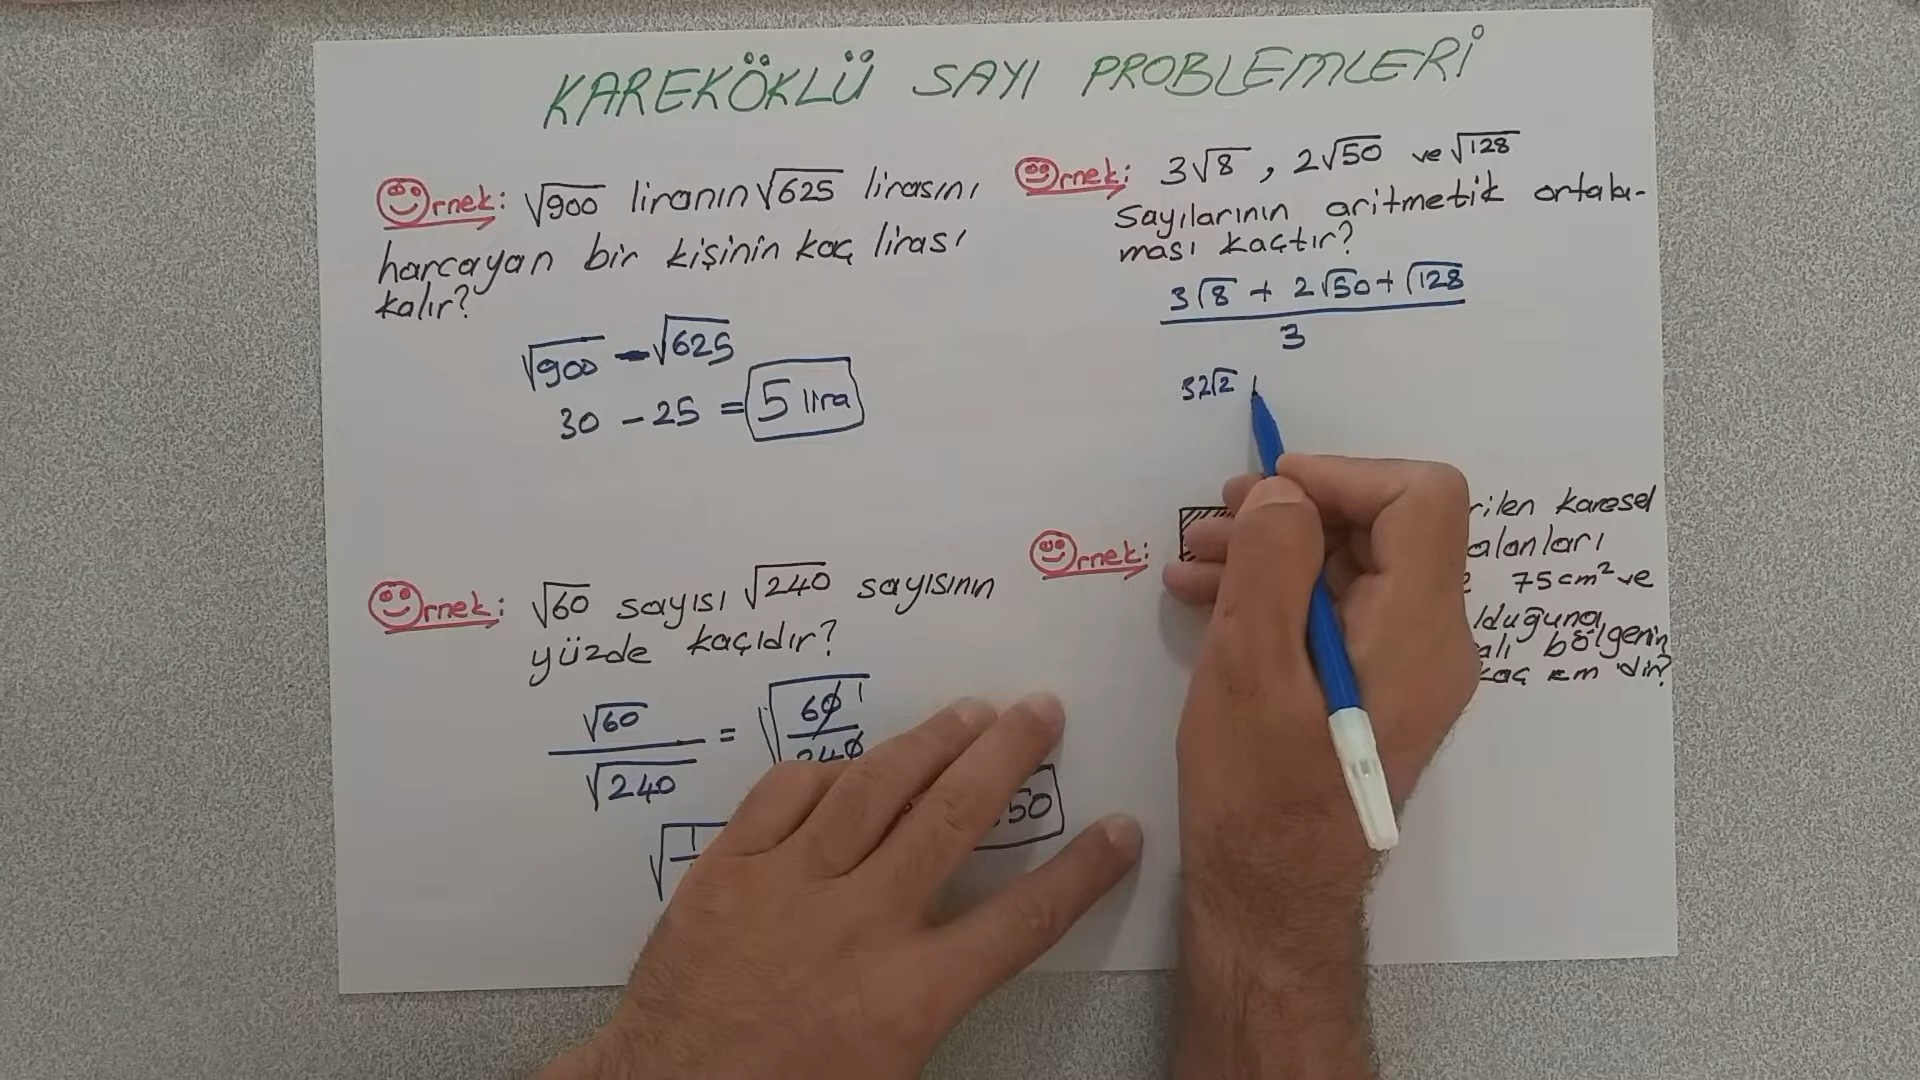 KAREKÖKLÜ SAYI PROBLEMLERİ
Örnek: √900 liranın √625 lirasını
harcayan bir kişinin kaç lirası
kalır?
√900 - √625
30 - 25 = 5 lira
Örnek: √60 sayısı √240 sayısının
yüzde kaçıdır?
√60 / √240 = √60 1 / 240
√1
50
Örnek: 3√8, 2√50 ve √128
sayılarının aritmetik ortala-
ması kaçtır?
3√8 + 2√50 + √128
3
32√2
Örnek:
rilen karesel
alanları
75cm² ve
lduğuna
alı bölgenin
kaç cm'dir?